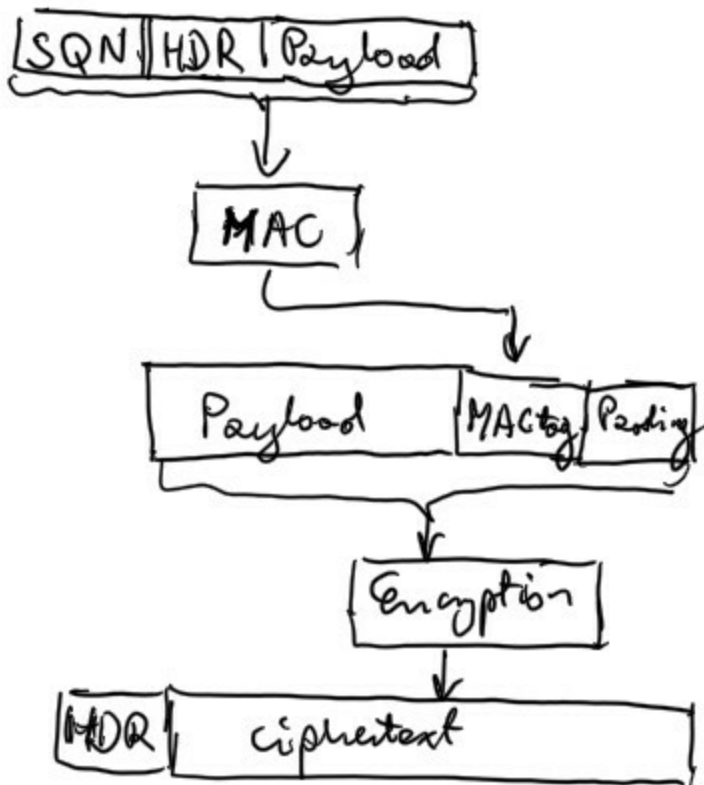 SQN HDR Payload
MAC
Payload MACtag Padding
Encryption
HDR ciphertext